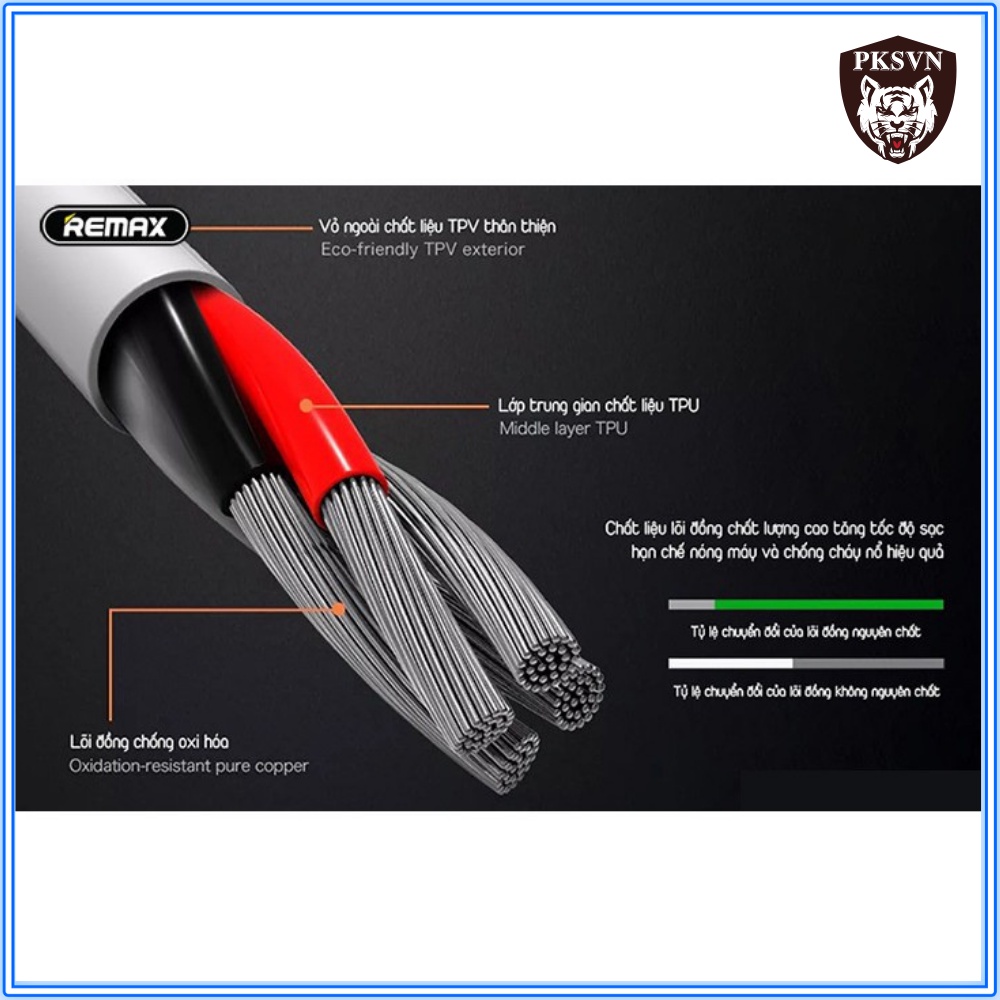 PKSVN
REMAX
Vỏ ngoài chất liệu TPV thân thiện
Eco-friendly TPV exterior
Lớp trung gian chất liệu TPU
Middle layer TPU
Chất liệu lõi đồng chất lượng cao tăng tốc độ sạc
hạn chế nóng máy và chống cháy nổ hiệu quả
Tỷ lệ chuyển đổi của lõi đồng nguyên chất
Tỷ lệ chuyển đổi của lõi đồng không nguyên chất
Lõi đồng chống oxi hóa
Oxidation-resistant pure copper